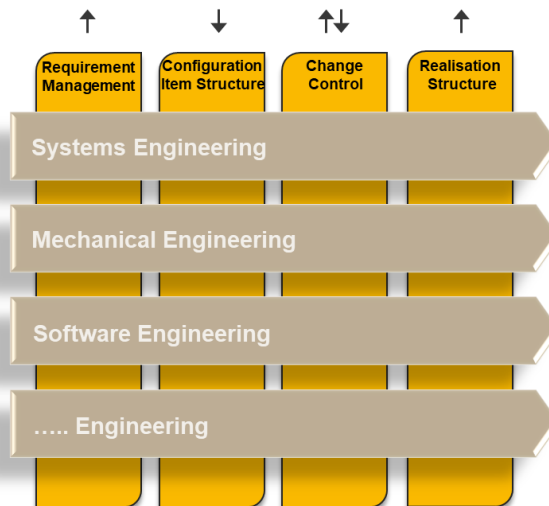 Requirement
Management
Configuration
Item Structure
Change
Control
Realisation
Structure
Systems Engineering
Mechanical Engineering
Software Engineering
….. Engineering